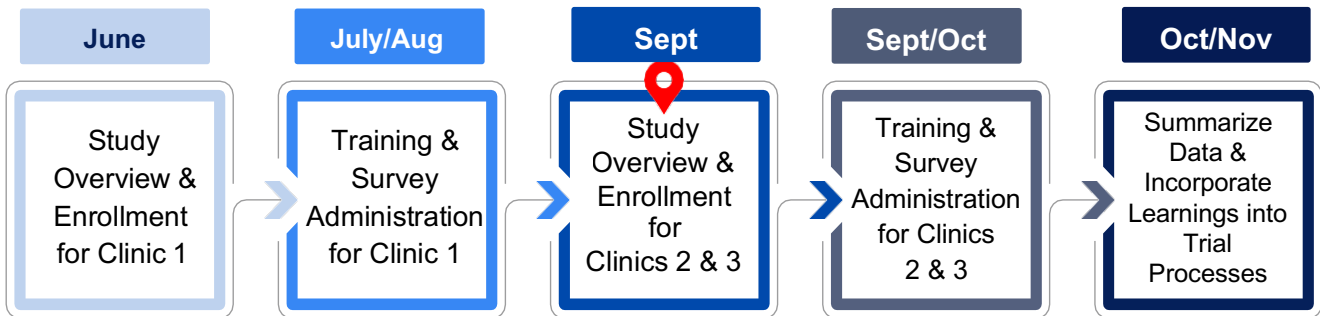 June
Study
Overview &
Enrollment
for Clinic 1
July/Aug
Training &
Survey
Administration
for Clinic 1
Sept
Study
Overview &
Enrollment
for
Clinics 2 & 3
Sept/Oct
Training &
Survey
Administration
for Clinics
2 & 3
Oct/Nov
Summarize
Data &
Incorporate
Learnings into
Trial
Processes